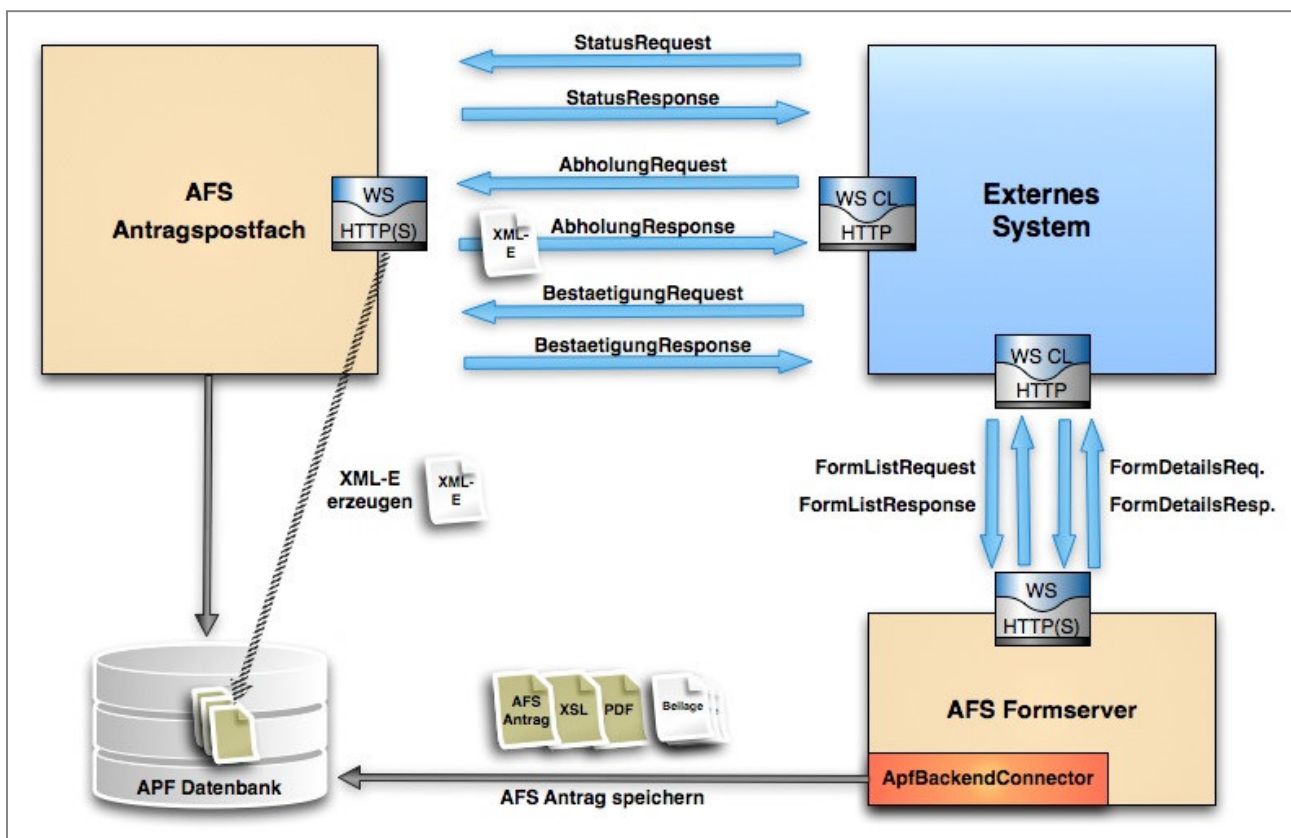 StatusRequest
StatusResponse
AbholungRequest
AbholungResponse
XML-
E
BestaetigungRequest
BestaetigungResponse
AFS
Antragspostfach
WS
HTTP(S)
WS CL
HTTP
Externes
System
WS CL
HTTP
XML-E
erzeugen
XML-
E
FormListRequest
FormListResponse
FormDetailsReq.
FormDetailsResp.
WS
HTTP(S)
AFS Formserver
ApfBackendConnector
AFS
Antrag
XSL
PDF
Beilage
AFS Antrag speichern
APF Datenbank